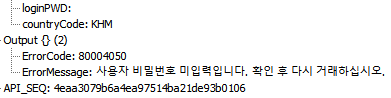 loginPWD:
countryCode: KHM
Output {} (2)
ErrorCode: 80004050
ErrorMessage: 사용자 비밀번호 미입력입니다. 확인 후 다시 거래하십시오.
API_SEQ: 4eaa3079b6a4ea97514ba21de93b0106